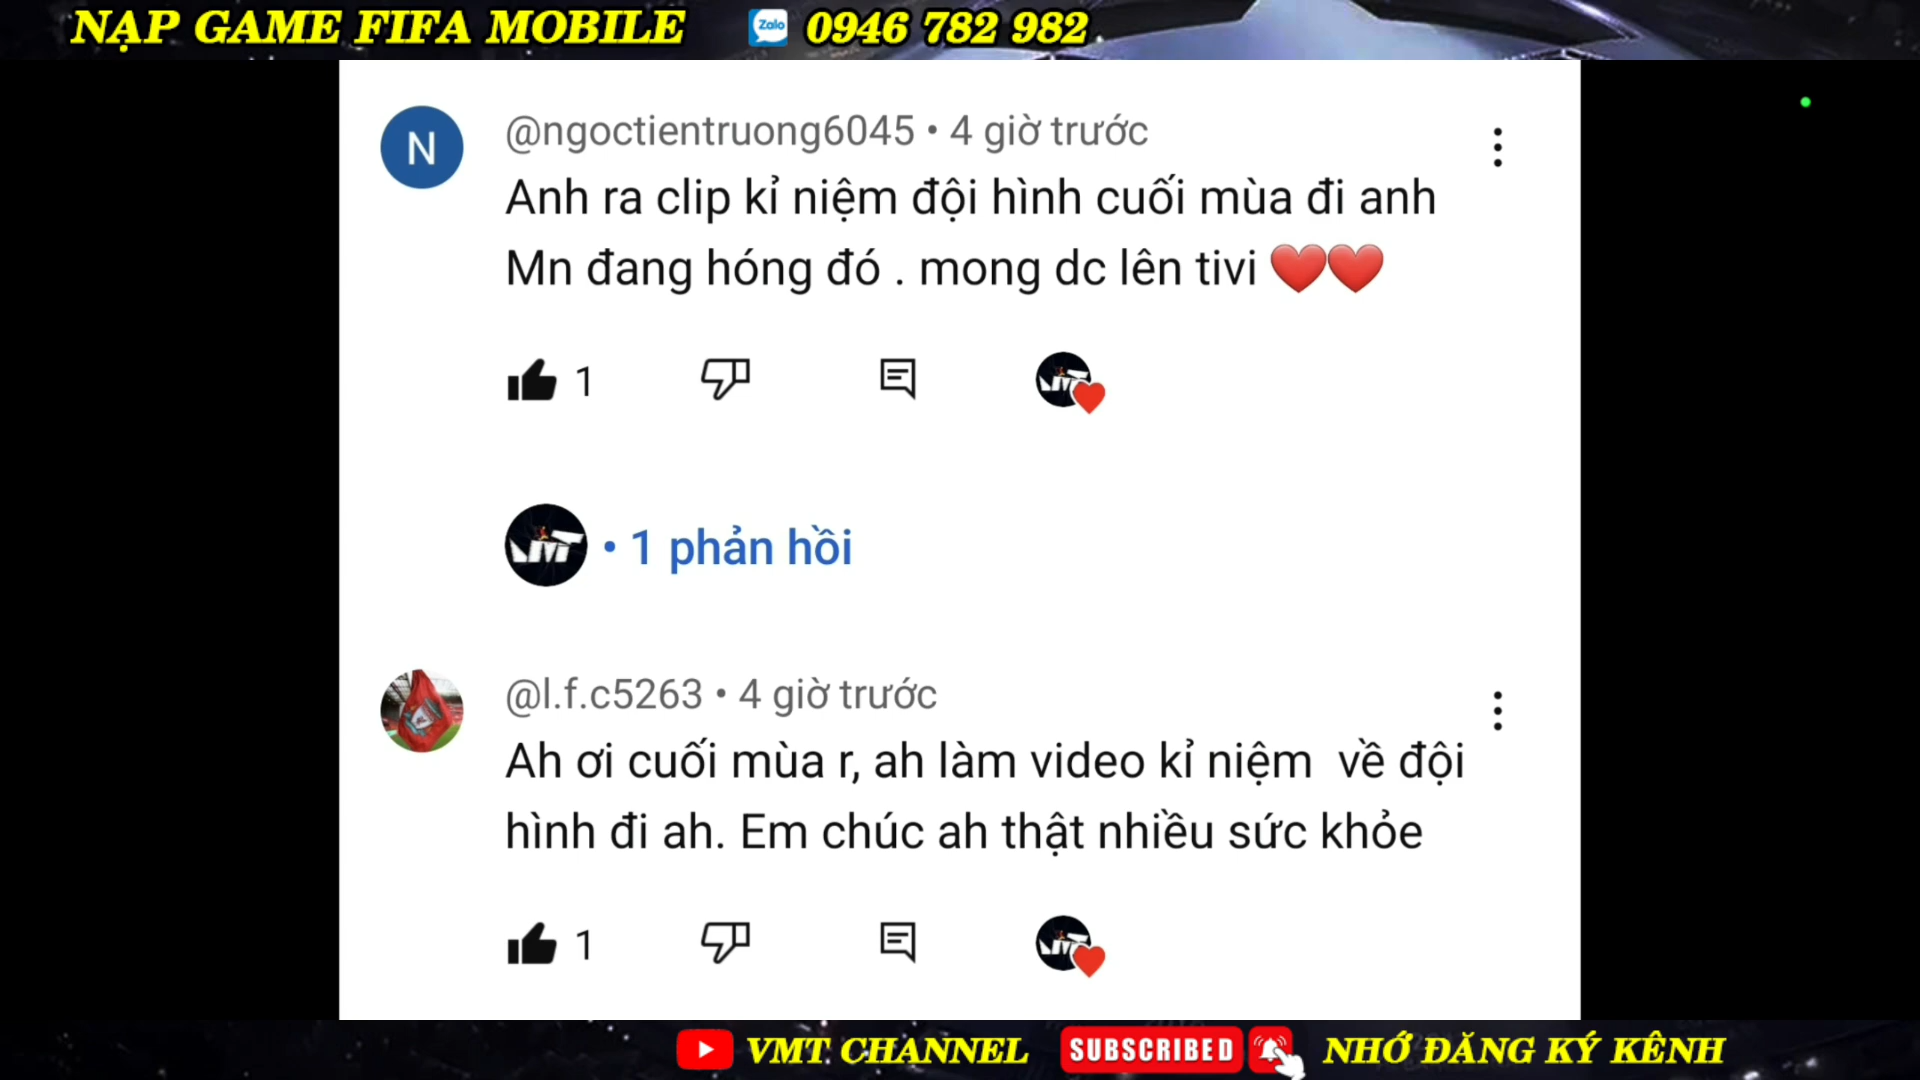 NẠP GAME FIFA MOBILE Zalo 0946 782 982
N @ngoctientruong6045 • 4 giờ trước
Anh ra clip kỉ niệm đội hình cuối mùa đi anh
Mn đang hóng đó . mong dc lên tivi ❤️❤️
1
• 1 phản hồi
@l.f.c5263 • 4 giờ trước
Ah ơi cuối mùa r, ah làm video kỉ niệm về đội
hình đi ah. Em chúc ah thật nhiều sức khỏe
1
VMT CHANNEL SUBSCRIBED NHỚ ĐĂNG KÝ KÊNH